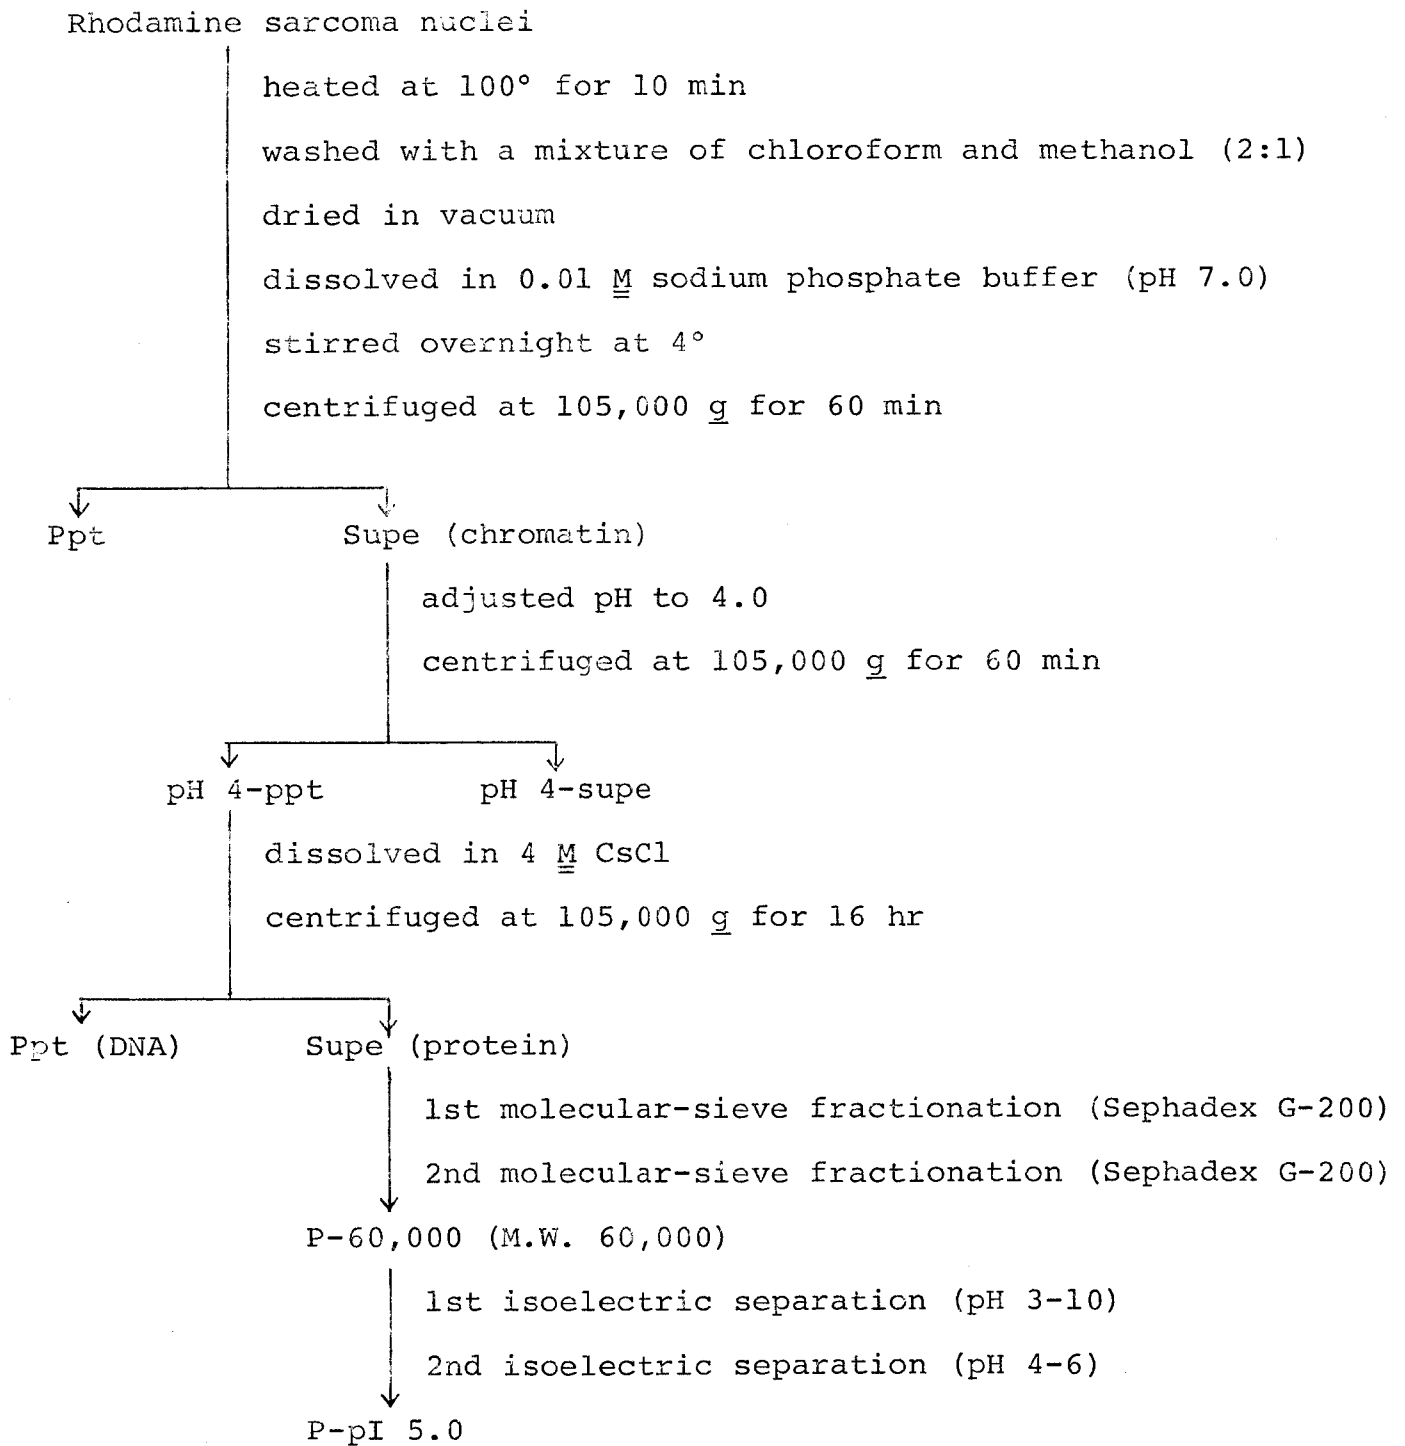 Rhodamine sarcoma nuclei
heated at 100° for 10 min
washed with a mixture of chloroform and methanol (2:1)
dried in vacuum
dissolved in 0.01 M sodium phosphate buffer (pH 7.0)
stirred overnight at 4°
centrifuged at 105,000 g for 60 min
Ppt Supe (chromatin)
adjusted pH to 4.0
centrifuged at 105,000 g for 60 min
pH 4-ppt pH 4-supe
dissolved in 4 M CsCl
centrifuged at 105,000 g for 16 hr
Ppt (DNA) Supe (protein)
1st molecular-sieve fractionation (Sephadex G-200)
2nd molecular-sieve fractionation (Sephadex G-200)
P-60,000 (M.W. 60,000)
1st isoelectric separation (pH 3-10)
2nd isoelectric separation (pH 4-6)
P-pI 5.0